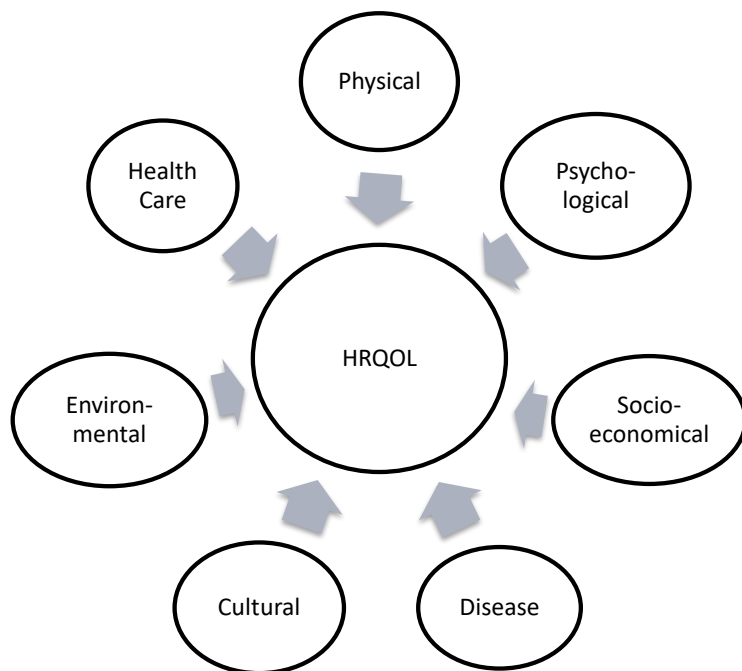 Physical
Health
Care
Psycho-
logical
HRQOL
Environ-
mental
Socio-
economical
Cultural
Disease